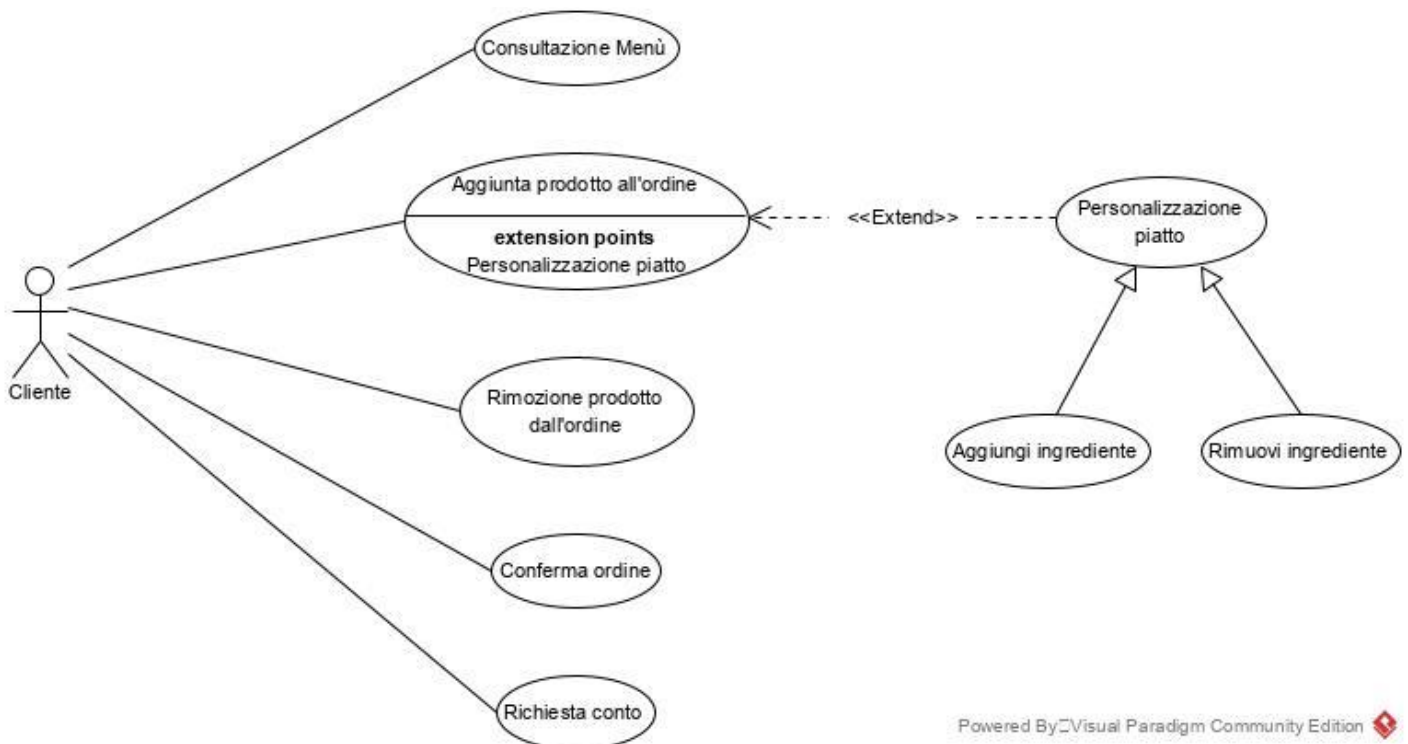 Consultazione Menù
Aggiunta prodotto all'ordine
extension points
Personalizzazione piatto
<<Extend>>
Personalizzazione
piatto
Cliente
Rimozione prodotto
dall'ordine
Aggiungi ingrediente
Rimuovi ingrediente
Conferma ordine
Richiesta conto
Powered By Visual Paradigm Community Edition